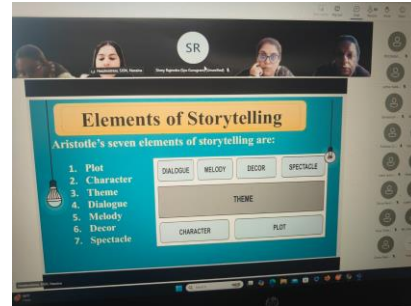 SR
Elements of Storytelling
Aristotle's seven elements of storytelling are:
1. Plot
2. Character
3. Theme
4. Dialogue
5. Melody
6. Decor
7. Spectacle
DIALOGUE
MELODY
DECOR
SPECTACLE
THEME
CHARACTER
PLOT